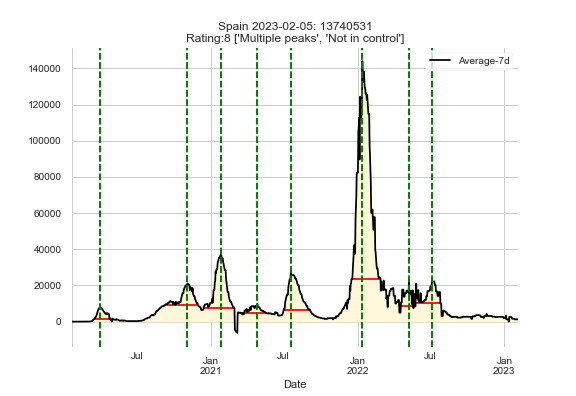 Spain 2023-02-05: 13740531
Rating:8 ['Multiple peaks', 'Not in control']
Average-7d
140000
120000
100000
80000
60000
40000
20000
0
Jul
Jan
2021
Jul
Jan
2022
Jul
Jan
2023
Date